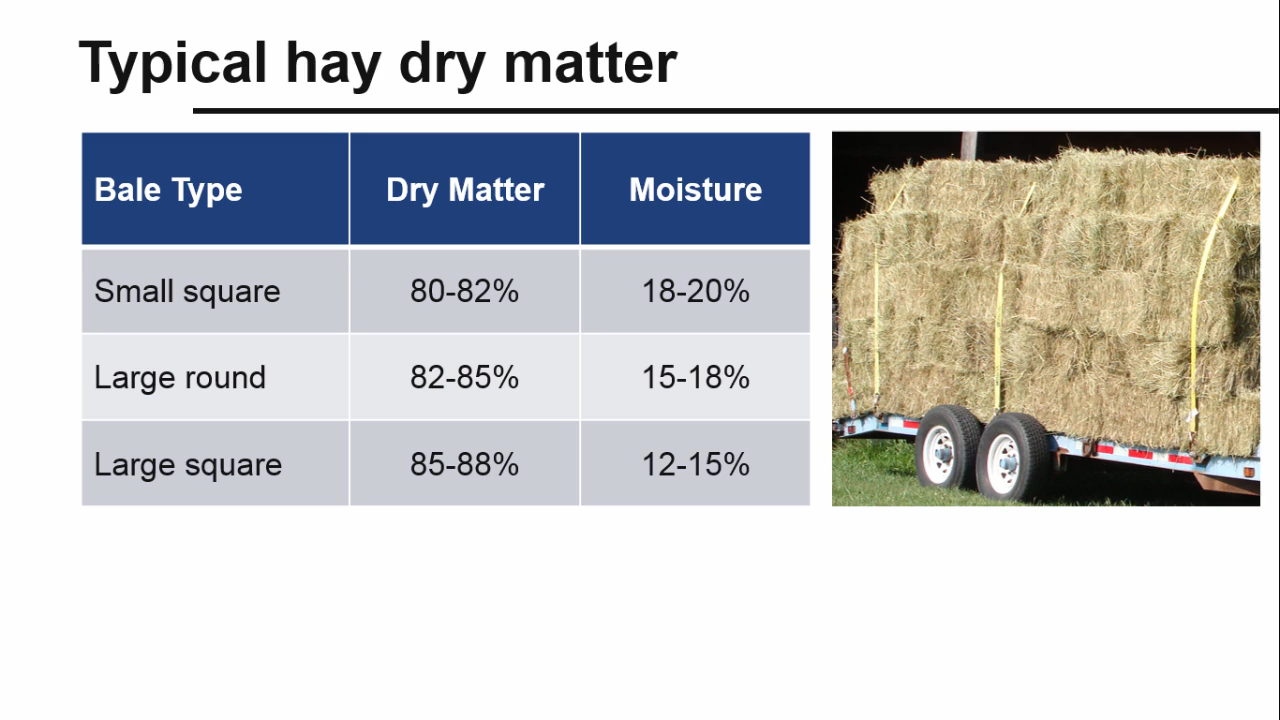 Typical hay dry matter
Bale Type Dry Matter Moisture
Small square 80-82% 18-20%
Large round 82-85% 15-18%
Large square 85-88% 12-15%